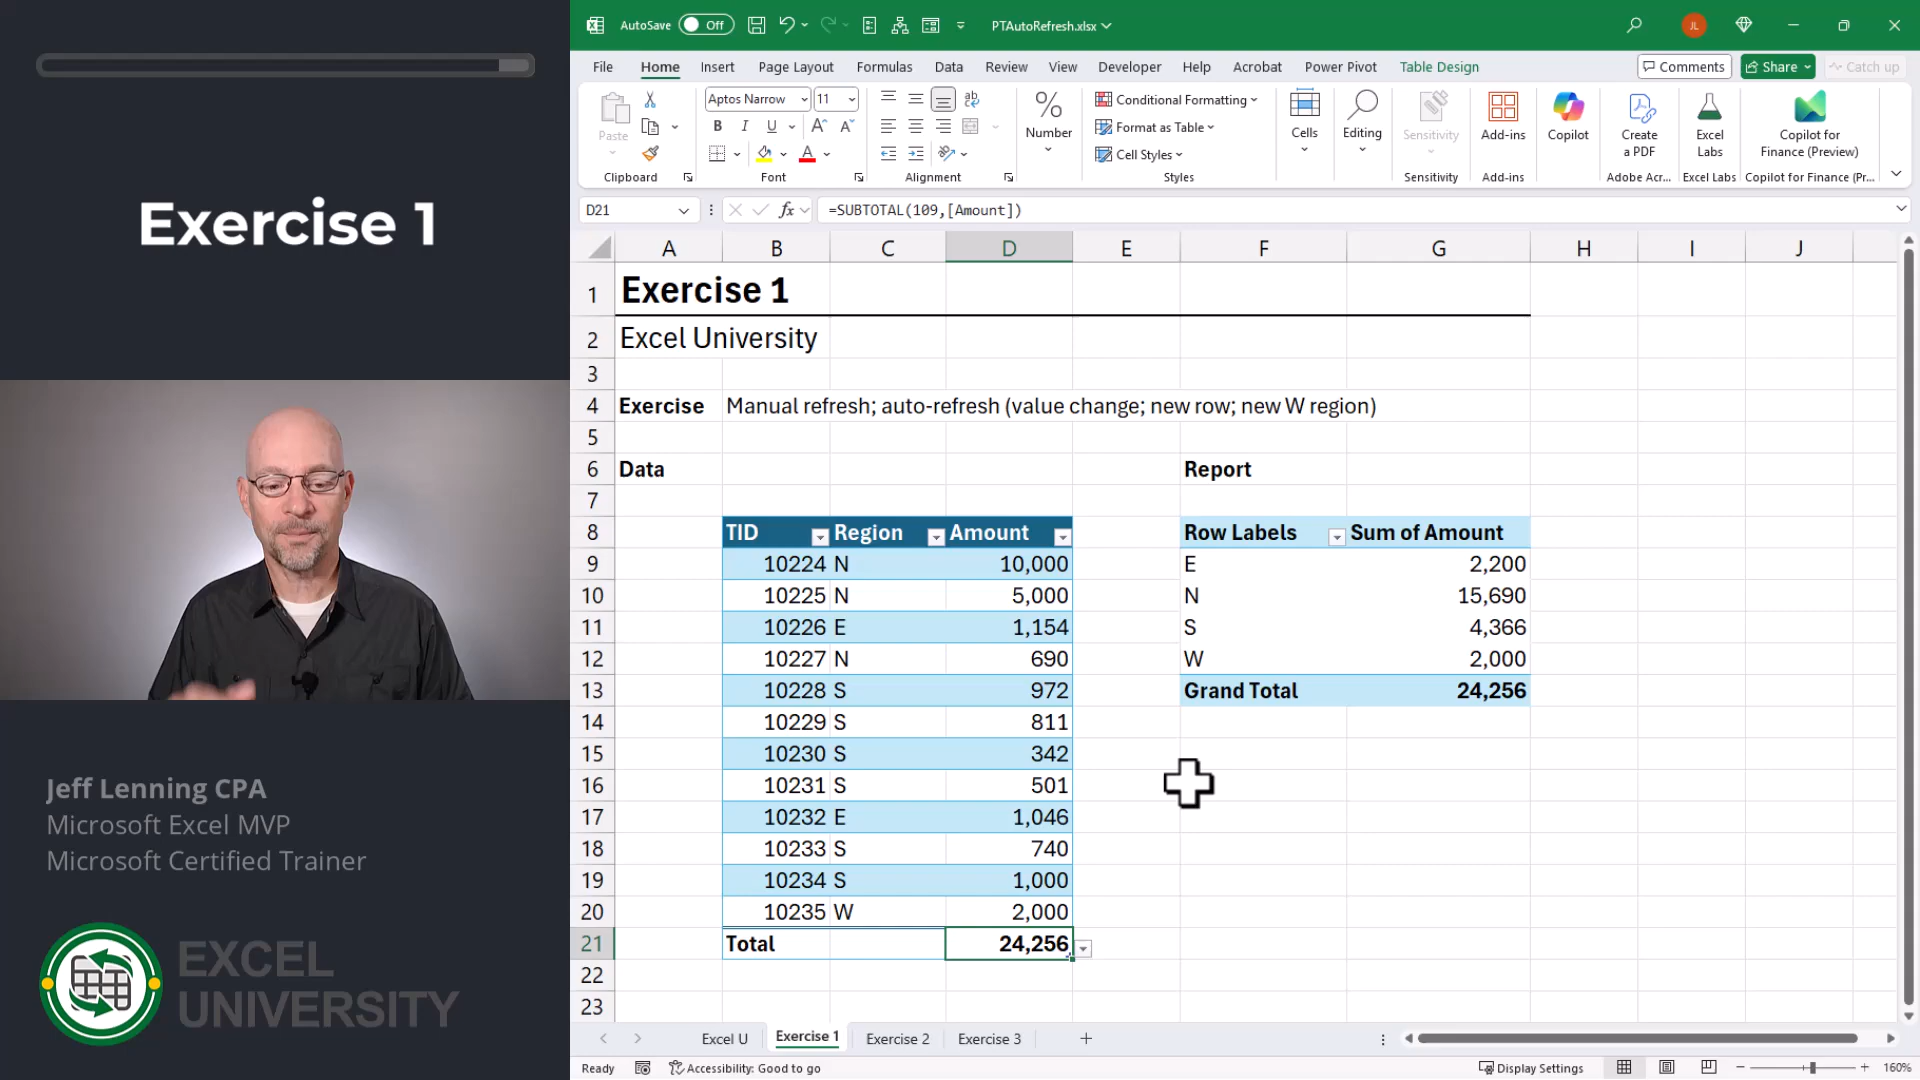 Exercise 1
Jeff Lenning CPA
Microsoft Excel MVP
Microsoft Certified Trainer
EXCEL
UNIVERSITY
AutoSave Off PTAutoRefresh.xlsx JL
File Home Insert Page Layout Formulas Data Review View Developer Help Acrobat Power Pivot Table Design Comments Share Catch up
Paste
Clipboard
Aptos Narrow 11
B I U A A
A
Font
ab
Alignment
%
Number
Conditional Formatting
Format as Table
Cell Styles
Styles
Cells
Editing
Sensitivity
Sensitivity
Add-ins
Add-ins
Copilot
Create
a PDF
Adobe Acr...
Excel
Labs
Excel Labs
Copilot for
Finance (Preview)
Copilot for Finance (Pr...
D21 fx =SUBTOTAL(109,[Amount])
A B C D E F G H I J
1 Exercise 1
2 Excel University
3
4 Exercise Manual refresh; auto-refresh (value change; new row; new W region)
5
6 Data Report
7
8 TID Region Amount Row Labels Sum of Amount
9 10224 N 10,000 E 2,200
10 10225 N 5,000 N 15,690
11 10226 E 1,154 S 4,366
12 10227 N 690 W 2,000
13 10228 S 972 Grand Total 24,256
14 10229 S 811
15 10230 S 342
16 10231 S 501
17 10232 E 1,046
18 10233 S 740
19 10234 S 1,000
20 10235 W 2,000
21 Total 24,256
22
23
Excel U Exercise 1 Exercise 2 Exercise 3
Ready Accessibility: Good to go Display Settings 160%